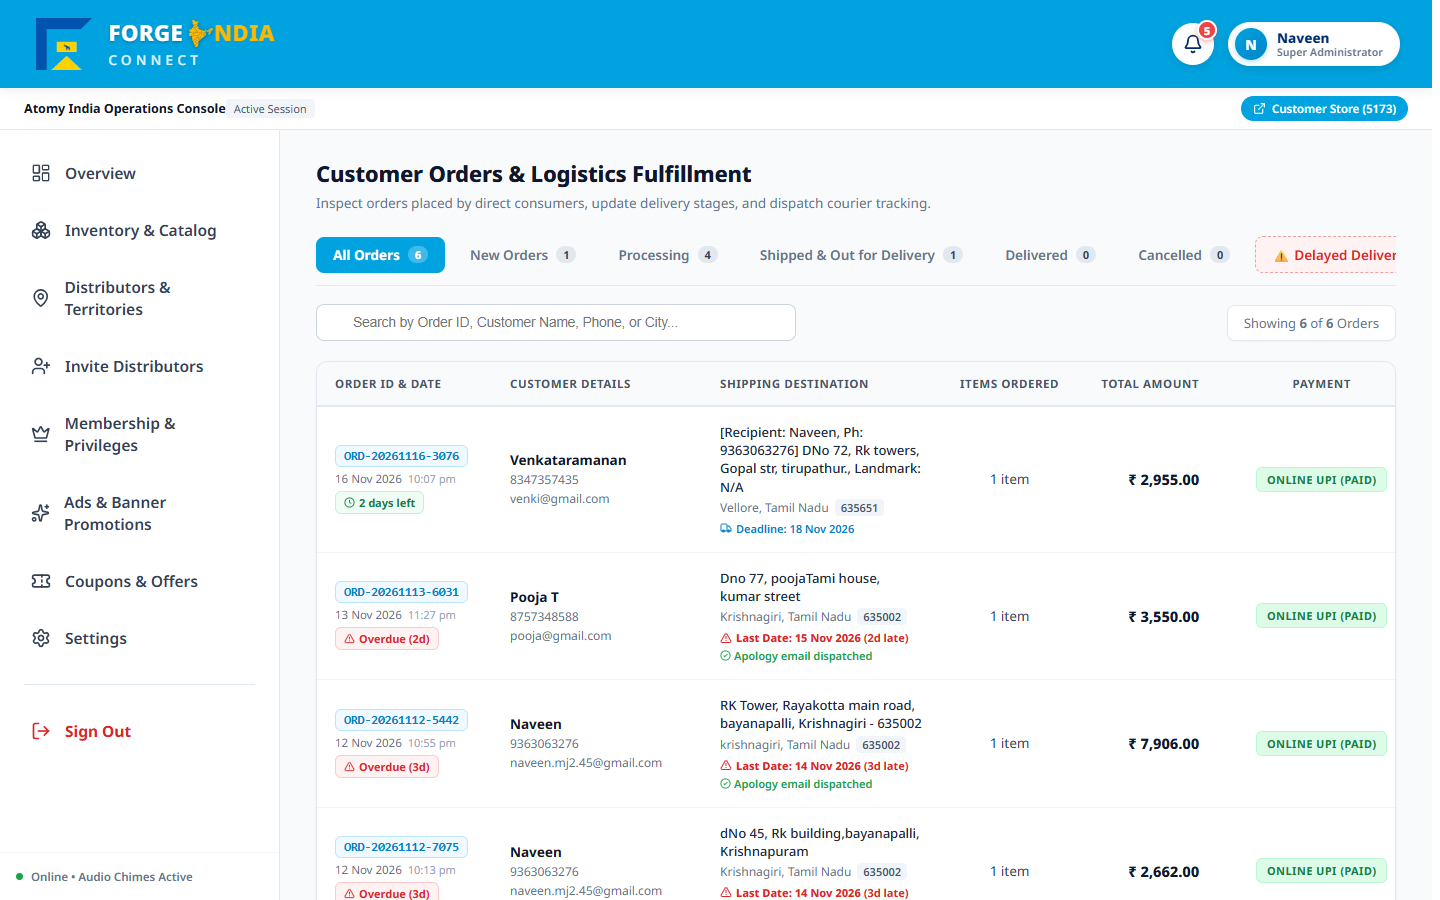 FORGE NDIA
CONNECT
5
N
Naveen
Super Administrator
Atomy India Operations Console
Active Session
Customer Store (5173)
Overview
Inventory & Catalog
Distributors &
Territories
Invite Distributors
Membership &
Privileges
Ads & Banner
Promotions
Coupons & Offers
Settings
Sign Out
Online • Audio Chimes Active
Customer Orders & Logistics Fulfillment
Inspect orders placed by direct consumers, update delivery stages, and dispatch courier tracking.
All Orders 6
New Orders 1
Processing 4
Shipped & Out for Delivery 1
Delivered 0
Cancelled 0
Delayed Deliver
Search by Order ID, Customer Name, Phone, or City...
Showing 6 of 6 Orders
ORDER ID & DATE CUSTOMER DETAILS SHIPPING DESTINATION ITEMS ORDERED TOTAL AMOUNT PAYMENT
ORD-20261116-3076
16 Nov 2026 10:07 pm
2 days left
Venkataramanan
8347357435
venki@gmail.com
[Recipient: Naveen, Ph:
9363063276] DNo 72, Rk towers,
Gopal str, tirupathur., Landmark:
N/A
Vellore, Tamil Nadu 635651
Deadline: 18 Nov 2026
1 item
₹ 2,955.00
ONLINE UPI (PAID)
ORD-20261113-6031
13 Nov 2026 11:27 pm
Overdue (2d)
Pooja T
8757348588
pooja@gmail.com
Dno 77, poojaTami house,
kumar street
Krishnagiri, Tamil Nadu 635002
Last Date: 15 Nov 2026 (2d late)
Apology email dispatched
1 item
₹ 3,550.00
ONLINE UPI (PAID)
ORD-20261112-5442
12 Nov 2026 10:55 pm
Overdue (3d)
Naveen
9363063276
naveen.mj2.45@gmail.com
RK Tower, Rayakotta main road,
bayanapalli, Krishnagiri - 635002
krishnagiri, Tamil Nadu 635002
Last Date: 14 Nov 2026 (3d late)
Apology email dispatched
1 item
₹ 7,906.00
ONLINE UPI (PAID)
ORD-20261112-7075
12 Nov 2026 10:13 pm
Overdue (3d)
Naveen
9363063276
naveen.mj2.45@gmail.com
dNo 45, Rk building,bayanapalli,
Krishnapuram
Krishnagiri, Tamil Nadu 635002
Last Date: 14 Nov 2026 (3d late)
1 item
₹ 2,662.00
ONLINE UPI (PAID)